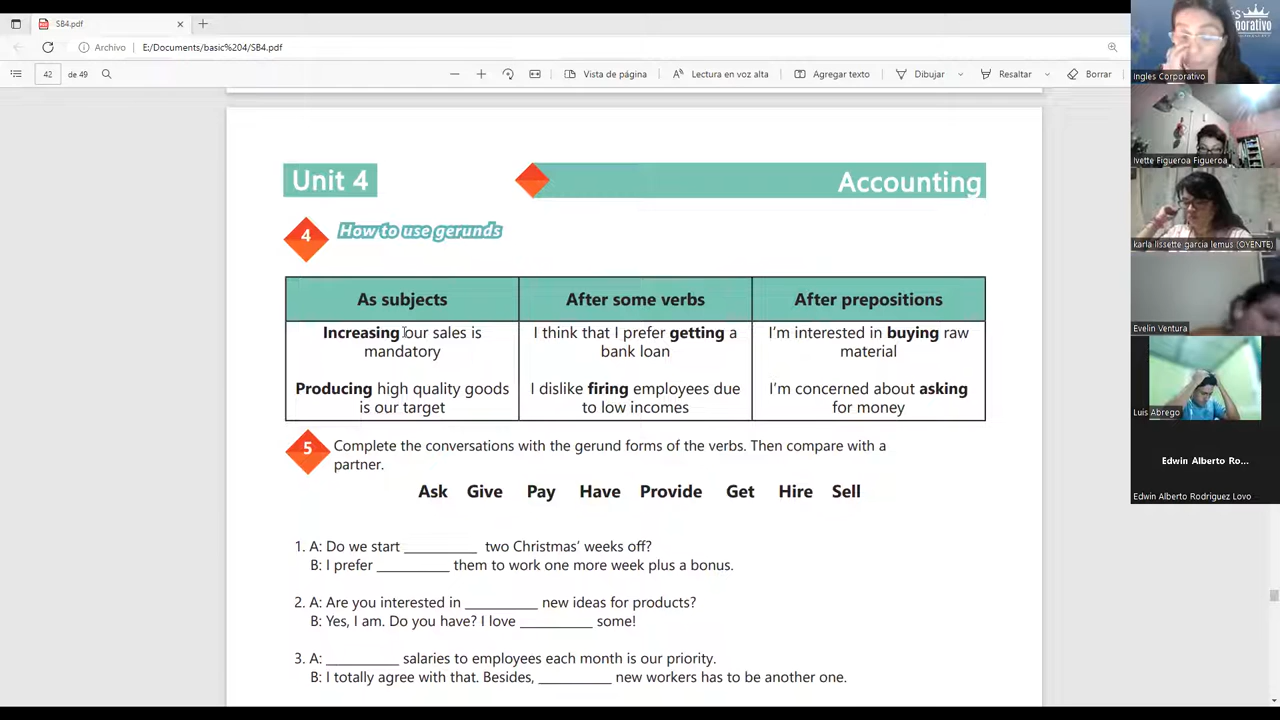 SB4.pdf
Archivo E:/Documents/basic%204/SB4.pdf
42 de 49 Vista de página Lectura en voz alta Agregar texto Dibujar Resaltar Borrar
Unit 4 Accounting
4 How to use gerunds
As subjects After some verbs After prepositions
Increasing our sales is mandatory
I think that I prefer getting a bank loan
I'm interested in buying raw material
Producing high quality goods is our target
I dislike firing employees due to low incomes
I'm concerned about asking for money
5 Complete the conversations with the gerund forms of the verbs. Then compare with a
partner.
Ask Give Pay Have Provide Get Hire Sell
1. A: Do we start __________ two Christmas' weeks off?
B: I prefer __________ them to work one more week plus a bonus.
2. A: Are you interested in __________ new ideas for products?
B: Yes, I am. Do you have? I love __________ some!
3. A: __________ salaries to employees each month is our priority.
B: I totally agree with that. Besides, __________ new workers has to be another one.
Ingles Corporativo
Ivette Figueroa Figueroa
karla lissette garcia lemus (OYENTE)
Evelin Ventura
Luis Abrego
Edwin Alberto Ro...
Edwin Alberto Rodriguez Lovo